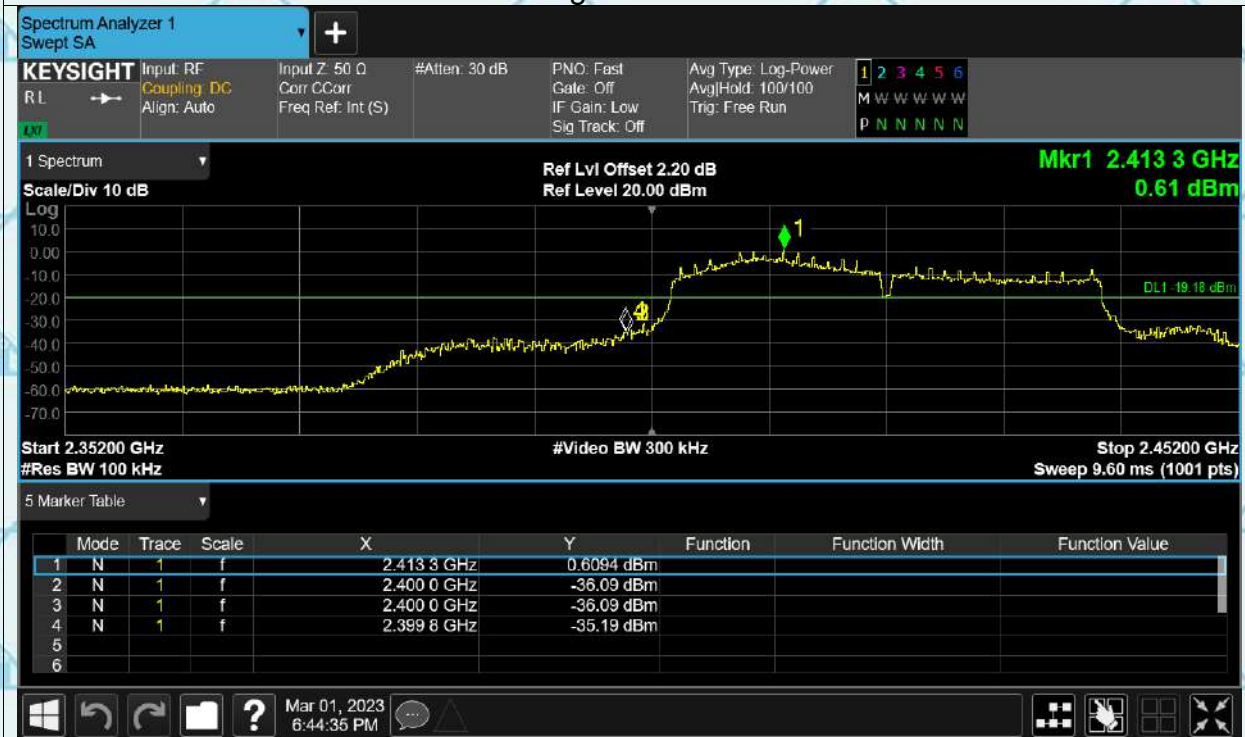 Spectrum Analyzer 1
Swept SA
+
KEYSIGHT Input: RF Input Z: 50 Ω #Atten: 30 dB PNO: Fast Avg Type: Log-Power 1 2 3 4 5 6
RL Coupling: DC Corr CCorr Gate: Off Avg|Hold: 100/100 M W W W W W
Align: Auto Freq Ref: Int (S) IF Gain: Low Trig: Free Run P N N N N N
LXI Sig Track: Off
1 Spectrum Ref Lvl Offset 2.20 dB Mkr1 2.413 3 GHz
Scale/Div 10 dB Ref Level 20.00 dBm 0.61 dBm
Log
10.0 1
0.00
-10.0
DL1 -19.18 dBm
-20.0
-30.0
-40.0
-50.0
-60.0
-70.0
Start 2.35200 GHz #Video BW 300 kHz Stop 2.45200 GHz
#Res BW 100 kHz Sweep 9.60 ms (1001 pts)
5 Marker Table
Mode Trace Scale X Y Function Function Width Function Value
1 N 1 f 2.413 3 GHz 0.6094 dBm
2 N 1 f 2.400 0 GHz -36.09 dBm
3 N 1 f 2.400 0 GHz -36.09 dBm
4 N 1 f 2.399 8 GHz -35.19 dBm
5
6
? Mar 01, 2023
6:44:35 PM